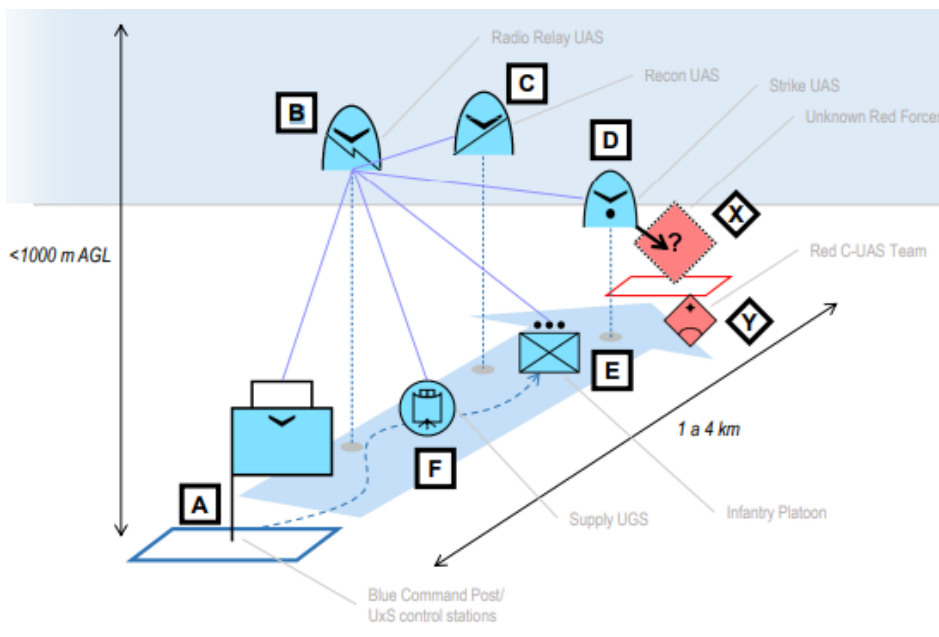 Radio Relay UAS
C
Recon UAS
B
Strike UAS
D
Unknown Red Forces
X
?
<1000 m AGL
Red C-UAS Team
Y
E
1 a 4 km
F
A
Supply UGS
Infantry Platoon
Blue Command Post/
UxS control stations